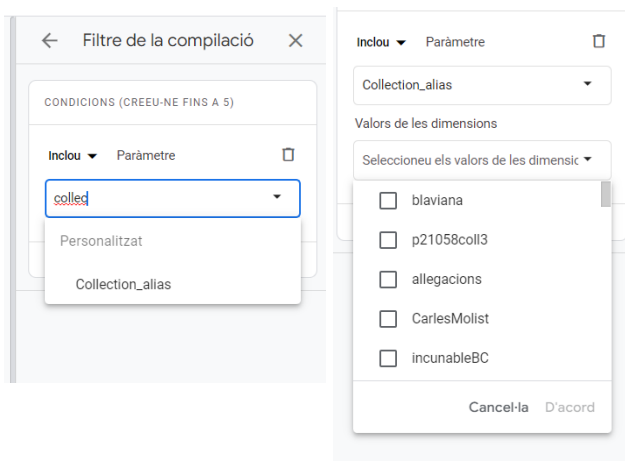 Filtre de la compilació
CONDICIONS (CREEU-NE FINS A 5)
Inclou Paràmetre
colleq
Personalitzat
Collection_alias
Inclou Paràmetre
Collection_alias
Valors de les dimensions
Seleccioneu els valors de les dimensic
blaviana
p21058coll3
allegacions
CarlesMolist
incunableBC
Cancel·la D'acord